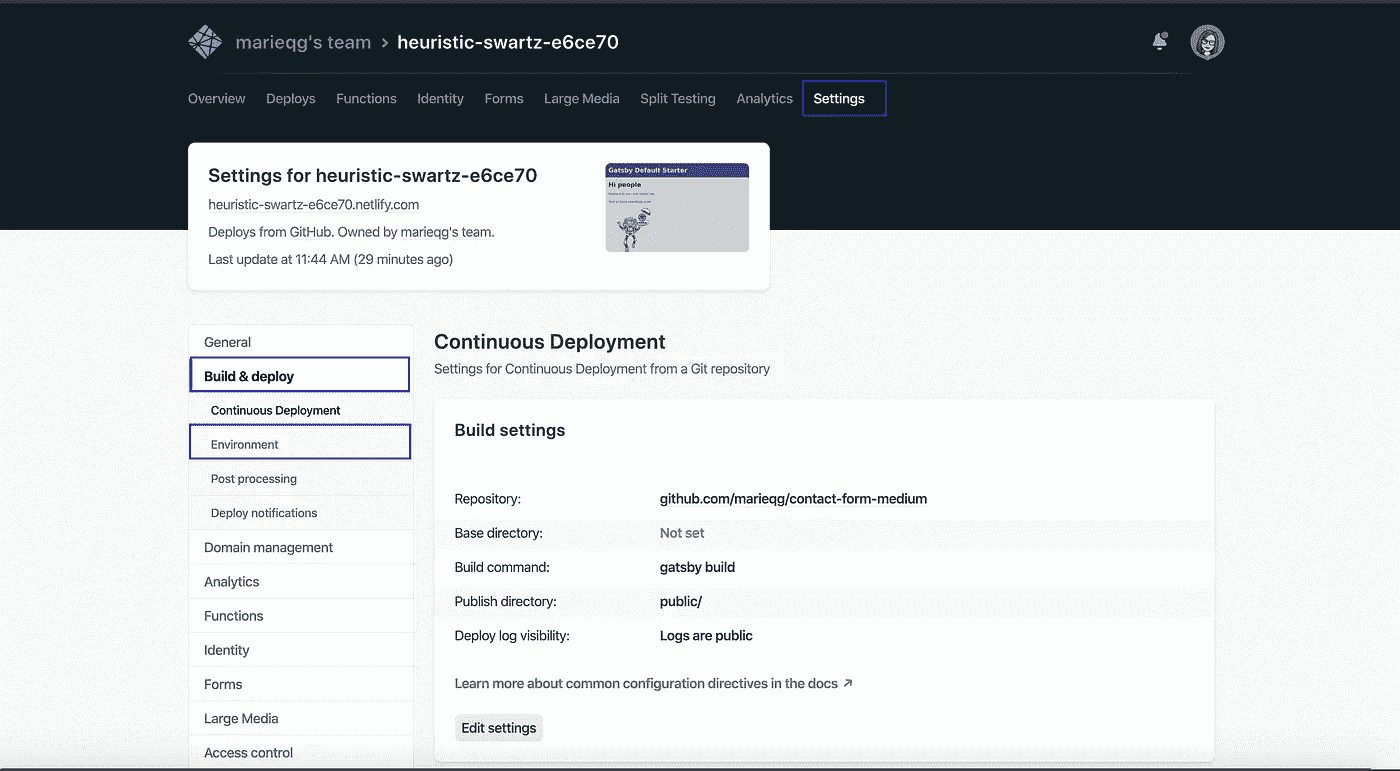 marieqg's team > heuristic-swartz-e6ce70
Overview Deploys Functions Identity Forms Large Media Split Testing Analytics Settings
Settings for heuristic-swartz-e6ce70
heuristic-swartz-e6ce70.netlify.com
Deploys from GitHub. Owned by marieqg's team.
Last update at 11:44 AM (29 minutes ago)
Gatsby Default Starter
Hi people
General
Build & deploy
Continuous Deployment
Environment
Post processing
Deploy notifications
Domain management
Analytics
Functions
Identity
Forms
Large Media
Access control
Continuous Deployment
Settings for Continuous Deployment from a Git repository
Build settings
Repository: github.com/marieqg/contact-form-medium
Base directory: Not set
Build command: gatsby build
Publish directory: public/
Deploy log visibility: Logs are public
Learn more about common configuration directives in the docs ↗
Edit settings